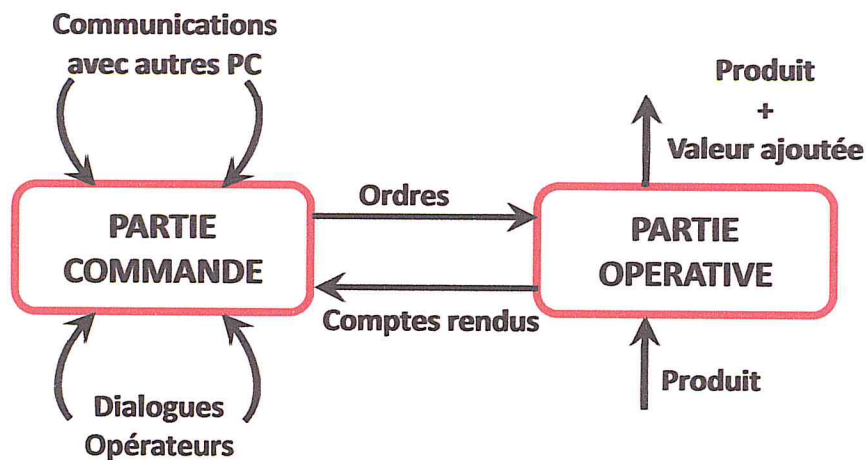 Communications
avec autres PC
Produit
+
Valeur ajoutée
PARTIE
COMMANDE
Ordres
Comptes rendus
PARTIE
OPERATIVE
Dialogues
Opérateurs
Produit